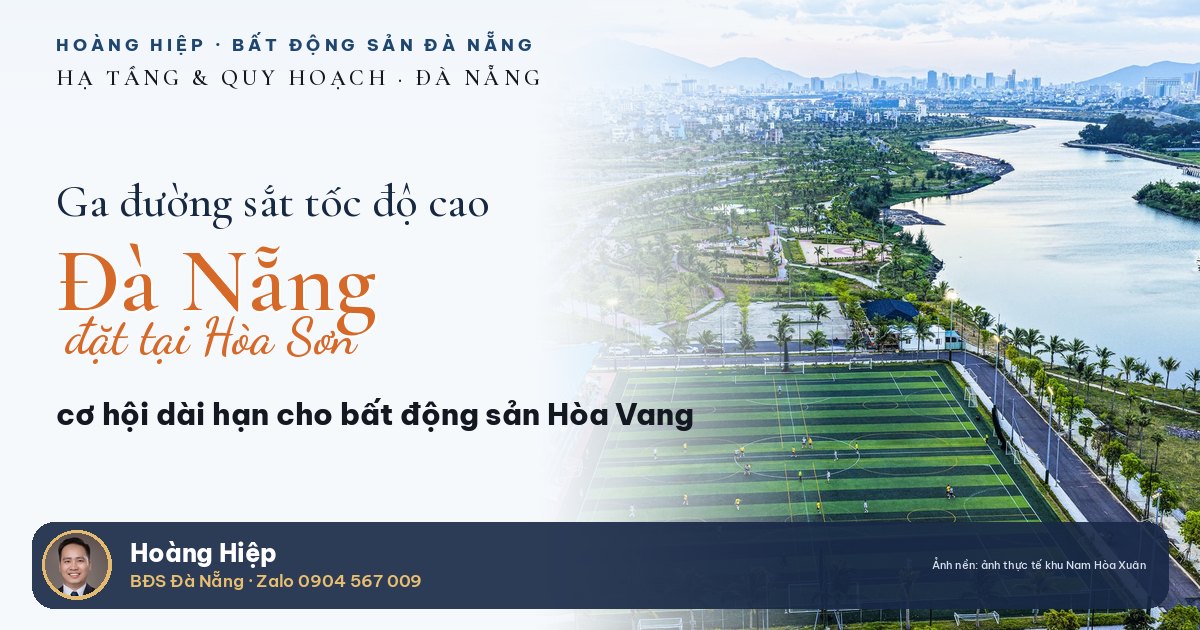 HOÀNG HIỆP · BẤT ĐỘNG SẢN ĐÀ NẴNG
HẠ TẦNG & QUY HOẠCH · ĐÀ NẴNG
Ga đường sắt tốc độ cao
Đà Nẵng
đặt tại Hòa Sơn
cơ hội dài hạn cho bất động sản Hòa Vang
Hoàng Hiệp
BĐS Đà Nẵng · Zalo 0904 567 009
Ảnh nền: ảnh thực tế khu Nam Hòa Xuân